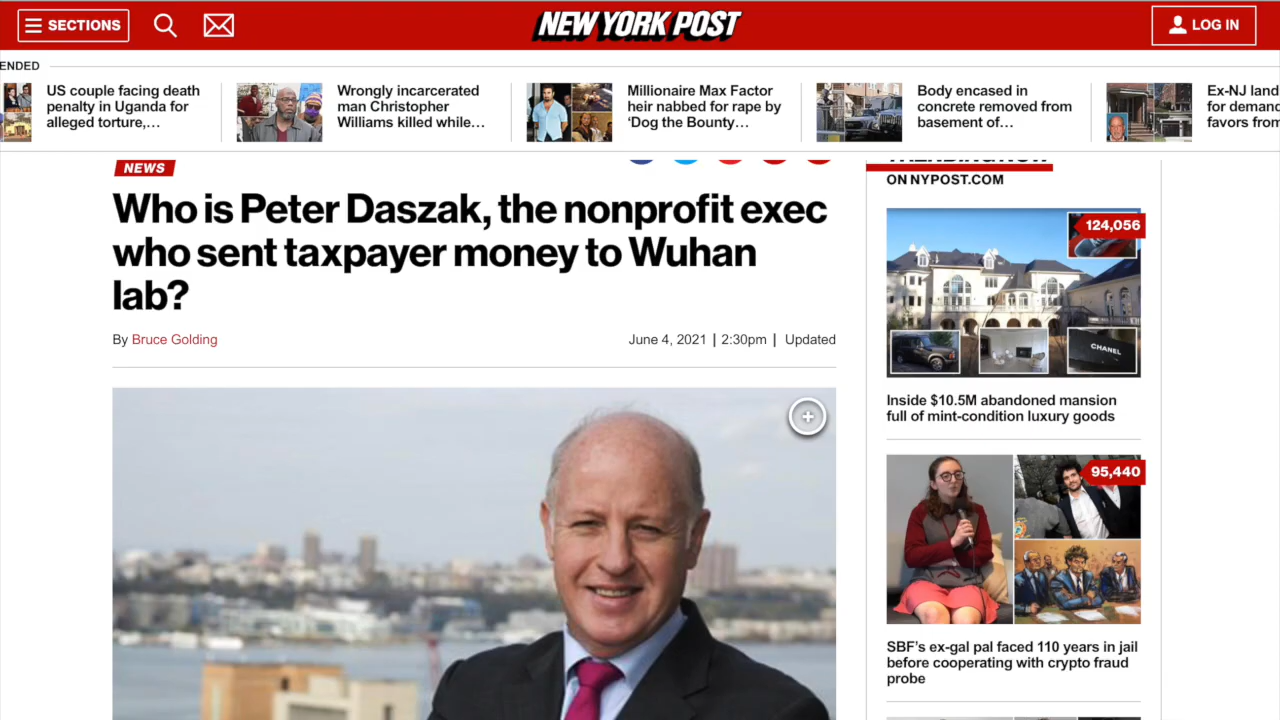 SECTIONS
NEW YORK POST
LOG IN
ENDED
US couple facing death
penalty in Uganda for
alleged torture,…
Wrongly incarcerated
man Christopher
Williams killed while…
Millionaire Max Factor
heir nabbed for rape by
‘Dog the Bounty…
Body encased in
concrete removed from
basement of…
Ex-NJ land
for demand
favors from
NEWS
Who is Peter Daszak, the nonprofit exec
who sent taxpayer money to Wuhan
lab?
By Bruce Golding
June 4, 2021 | 2:30pm | Updated
TRENDING NOW
ON NYPOST.COM
124,056
CHANEL
Inside $10.5M abandoned mansion
full of mint-condition luxury goods
95,440
SBF's ex-gal pal faced 110 years in jail
before cooperating with crypto fraud
probe